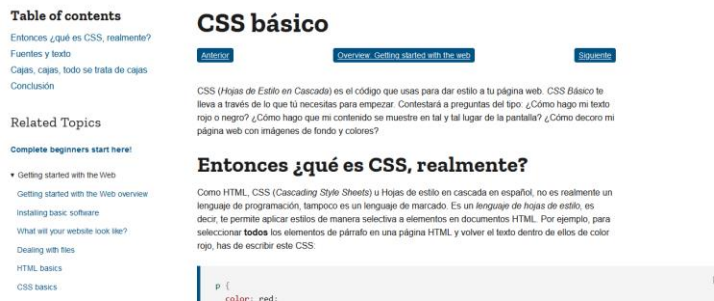 Table of contents
Entonces ¿qué es CSS, realmente?
Fuentes y texto
Cajas, cajas, todo se trata de cajas
Conclusión
Related Topics
Complete beginners start here!
▾ Getting started with the Web
Getting started with the Web overview
Installing basic software
What will your website look like?
Dealing with files
HTML basics
CSS basics
CSS básico
Anterior
Overview: Getting started with the web
Siguiente
CSS (Hojas de Estilo en Cascada) es el código que usas para dar estilo a tu página web. CSS Básico te
lleva a través de lo que tú necesitas para empezar. Contestará a preguntas del tipo: ¿Cómo hago mi texto
rojo o negro? ¿Cómo hago que mi contenido se muestre en tal y tal lugar de la pantalla? ¿Cómo decoro mi
página web con imágenes de fondo y colores?
Entonces ¿qué es CSS, realmente?
Como HTML, CSS (Cascading Style Sheets) u Hojas de estilo en cascada en español, no es realmente un
lenguaje de programación, tampoco es un lenguaje de marcado. Es un lenguaje de hojas de estilo, es
decir, te permite aplicar estilos de manera selectiva a elementos en documentos HTML. Por ejemplo, para
seleccionar todos los elementos de párrafo en una página HTML y volver el texto dentro de ellos de color
rojo, has de escribir este CSS:
p {
color: red;